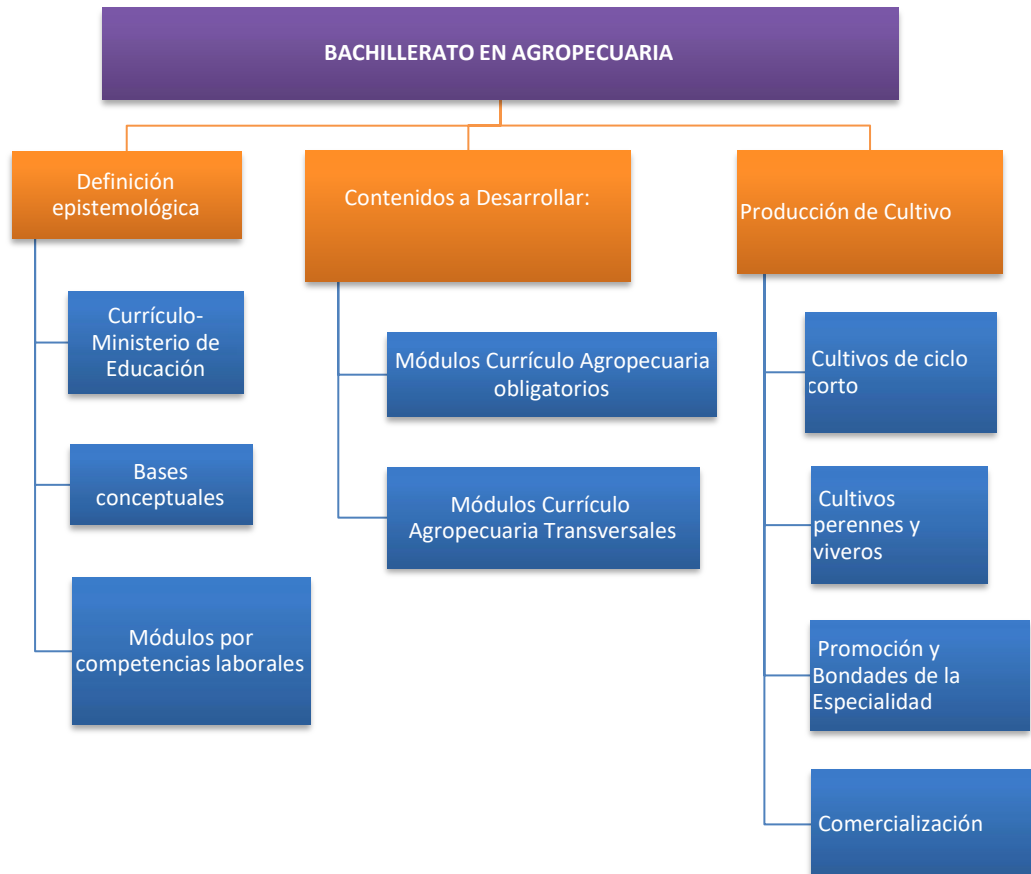 BACHILLERATO EN AGROPECUARIA
Definición
epistemológica
Currículo-
Ministerio de
Educación
Bases
conceptuales
Módulos por
competencias laborales
Contenidos a Desarrollar:
Módulos Currículo Agropecuaria
obligatorios
Módulos Currículo
Agropecuaria Transversales
Producción de Cultivo
Cultivos de ciclo
corto
Cultivos
perennes y
viveros
Promoción y
Bondades de la
Especialidad
Comercialización